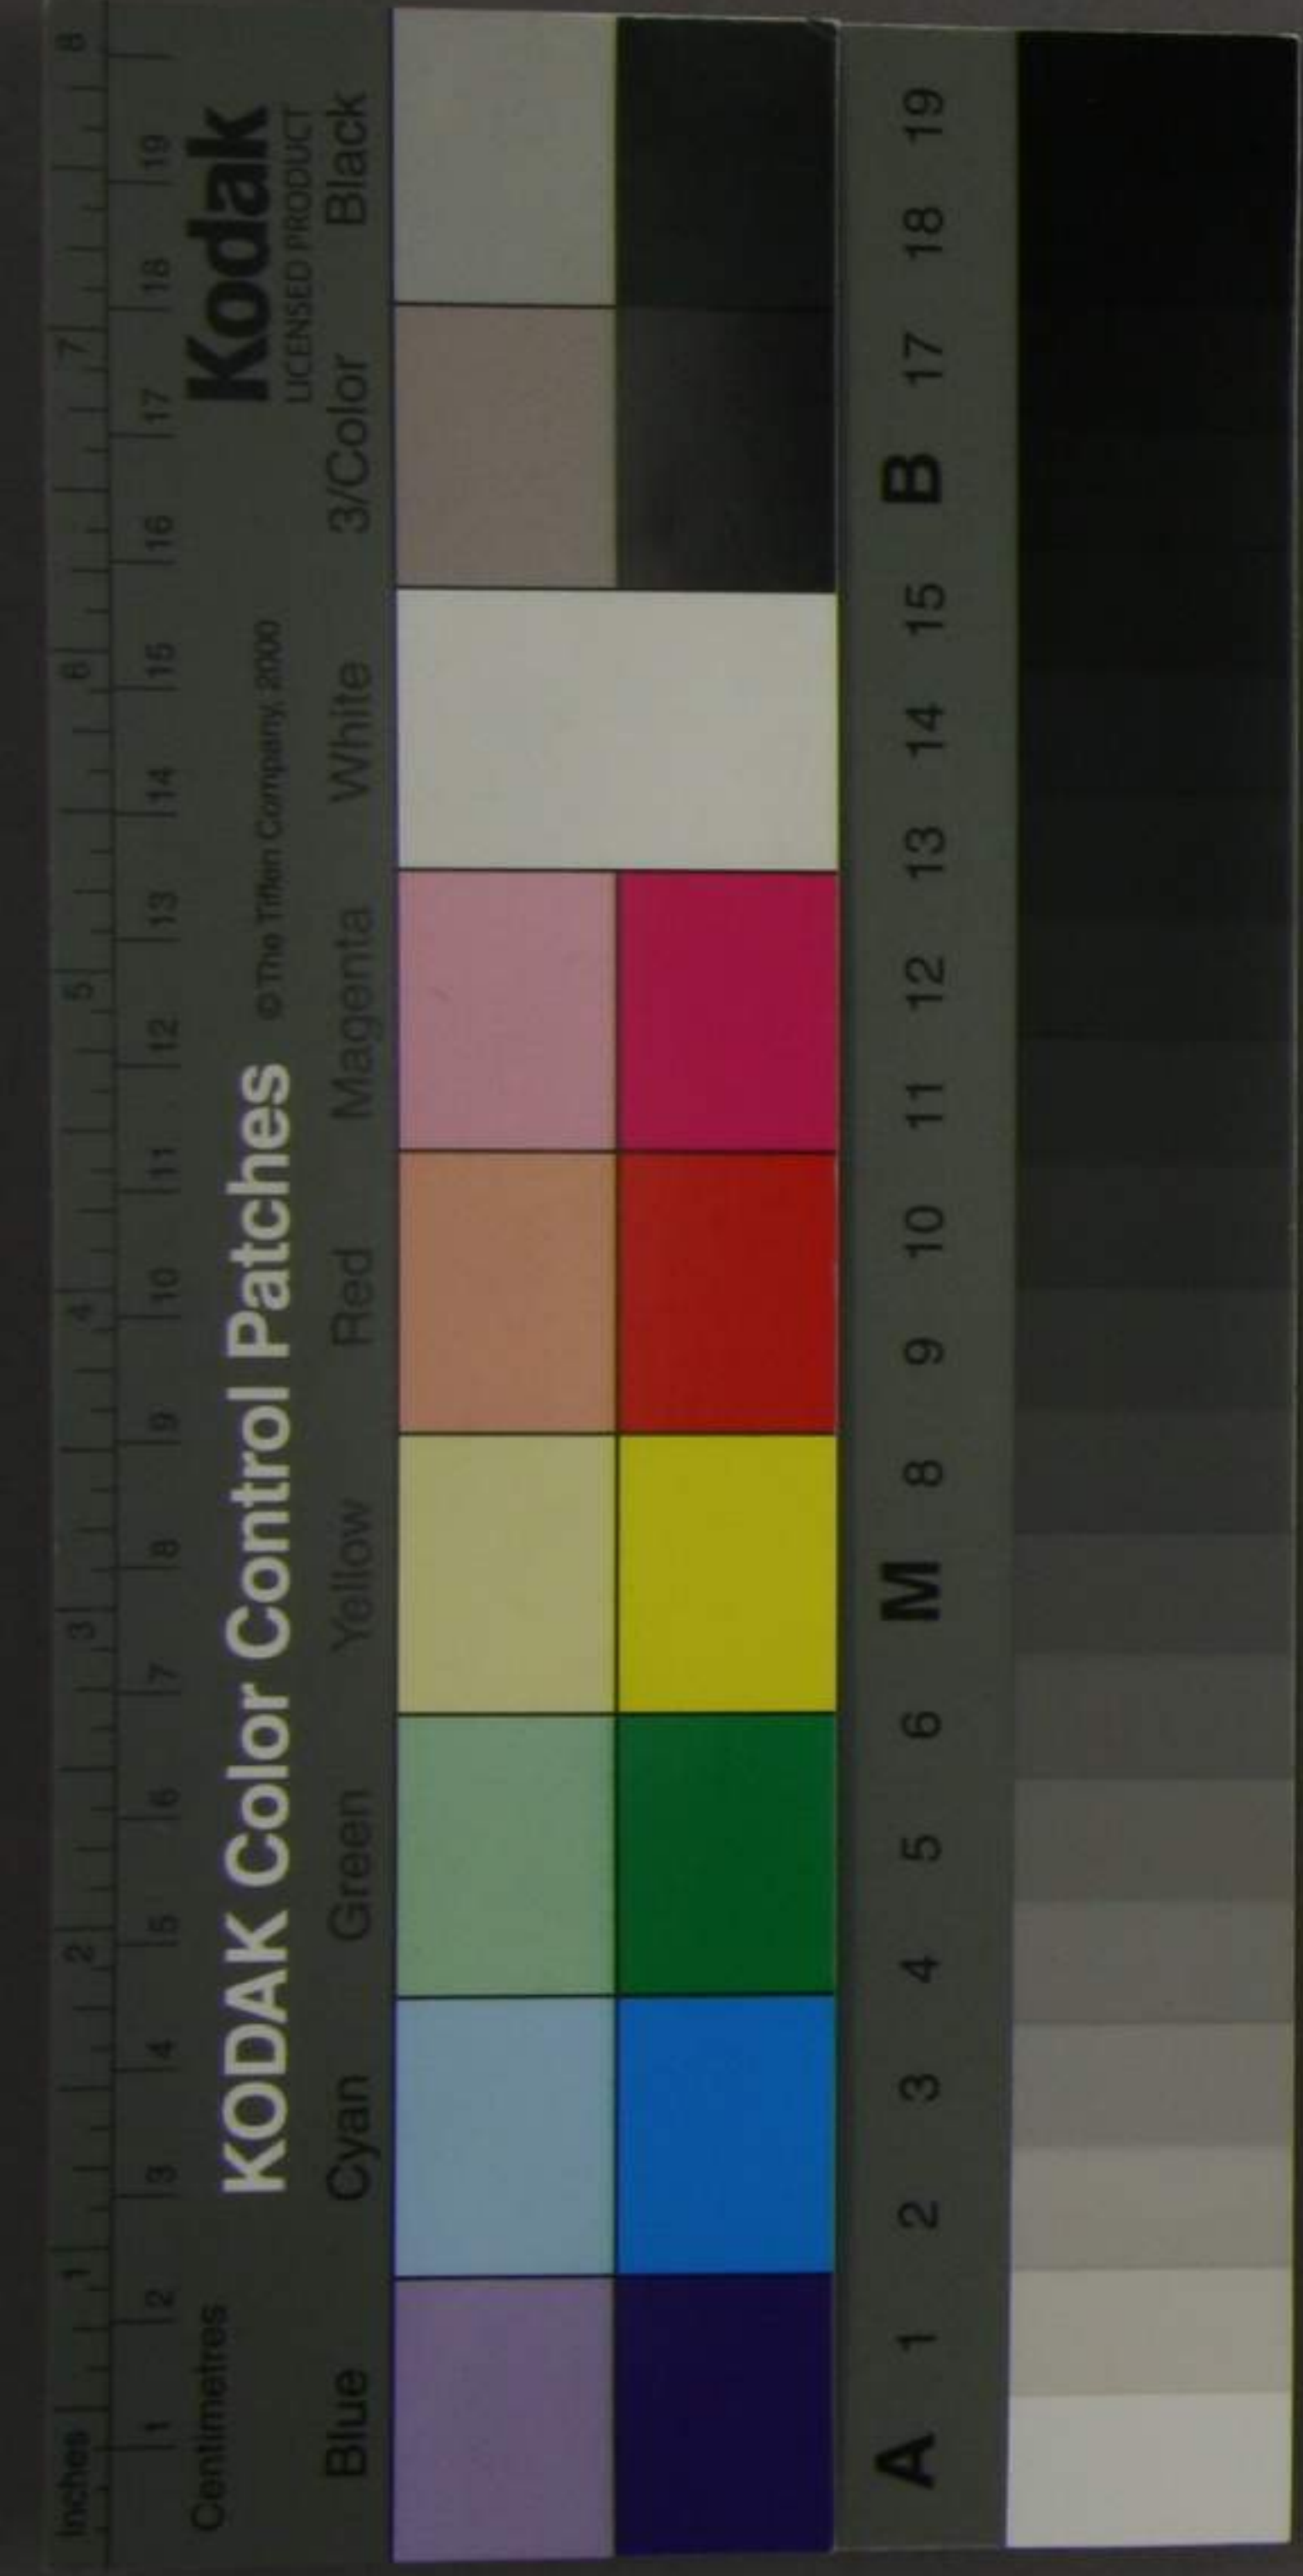 Inches 1 2 3 4 5 6 7 8
1 2 3 4 5 6 7 8 9 10 11 12 13 14 15 16 17 18 19
Centimetres
KODAK Color Control Patches © The Tiffen Company, 2000 Kodak
LICENSED PRODUCT
Blue Cyan Green Yellow Red Magenta White 3/Color Black
A 1 2 3 4 5 6 M 8 9 10 11 12 13 14 15 B 17 18 19